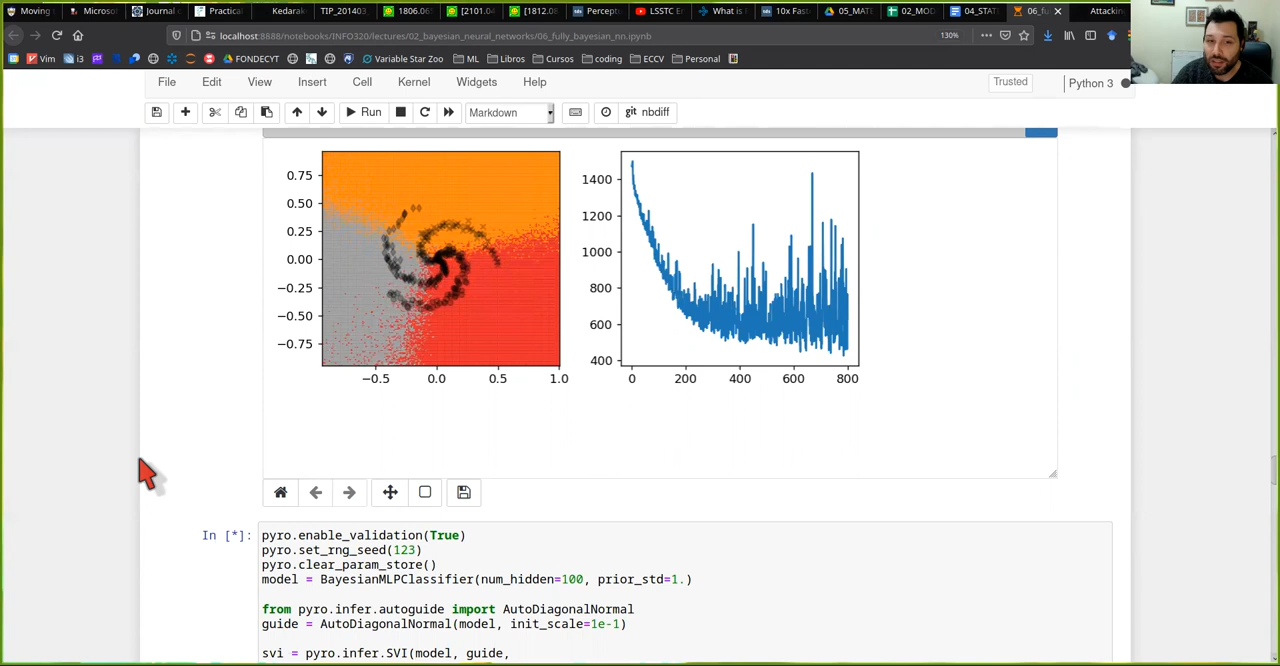 Moving
Microso
Journal o
Practical
Kedarak
TIP_201403
1806.06
[2101.04
[1812.08
Percept
LSSTC En
What is
10x Fast
05_MATE
02_MOD
04_STAT
06_fu
Attackin
localhost:8888/notebooks/INFO320/lectures/02_bayesian_neural_networks/06_fully_bayesian_nn.ipynb
130%
Vim
i3
FONDECYT
Variable Star Zoo
ML
Libros
Cursos
coding
ECCV
Personal
File
Edit
View
Insert
Cell
Kernel
Widgets
Help
Trusted
Python 3
Run
Markdown
nbdiff
0.75
0.50
0.25
0.00
−0.25
−0.50
−0.75
−0.5
0.0
0.5
1.0
1400
1200
1000
800
600
400
0
200
400
600
800
In [*]:
pyro.enable_validation(True)
pyro.set_rng_seed(123)
pyro.clear_param_store()
model = BayesianMLPClassifier(num_hidden=100, prior_std=1.)
from pyro.infer.autoguide import AutoDiagonalNormal
guide = AutoDiagonalNormal(model, init_scale=1e-1)
svi = pyro.infer.SVI(model, guide,